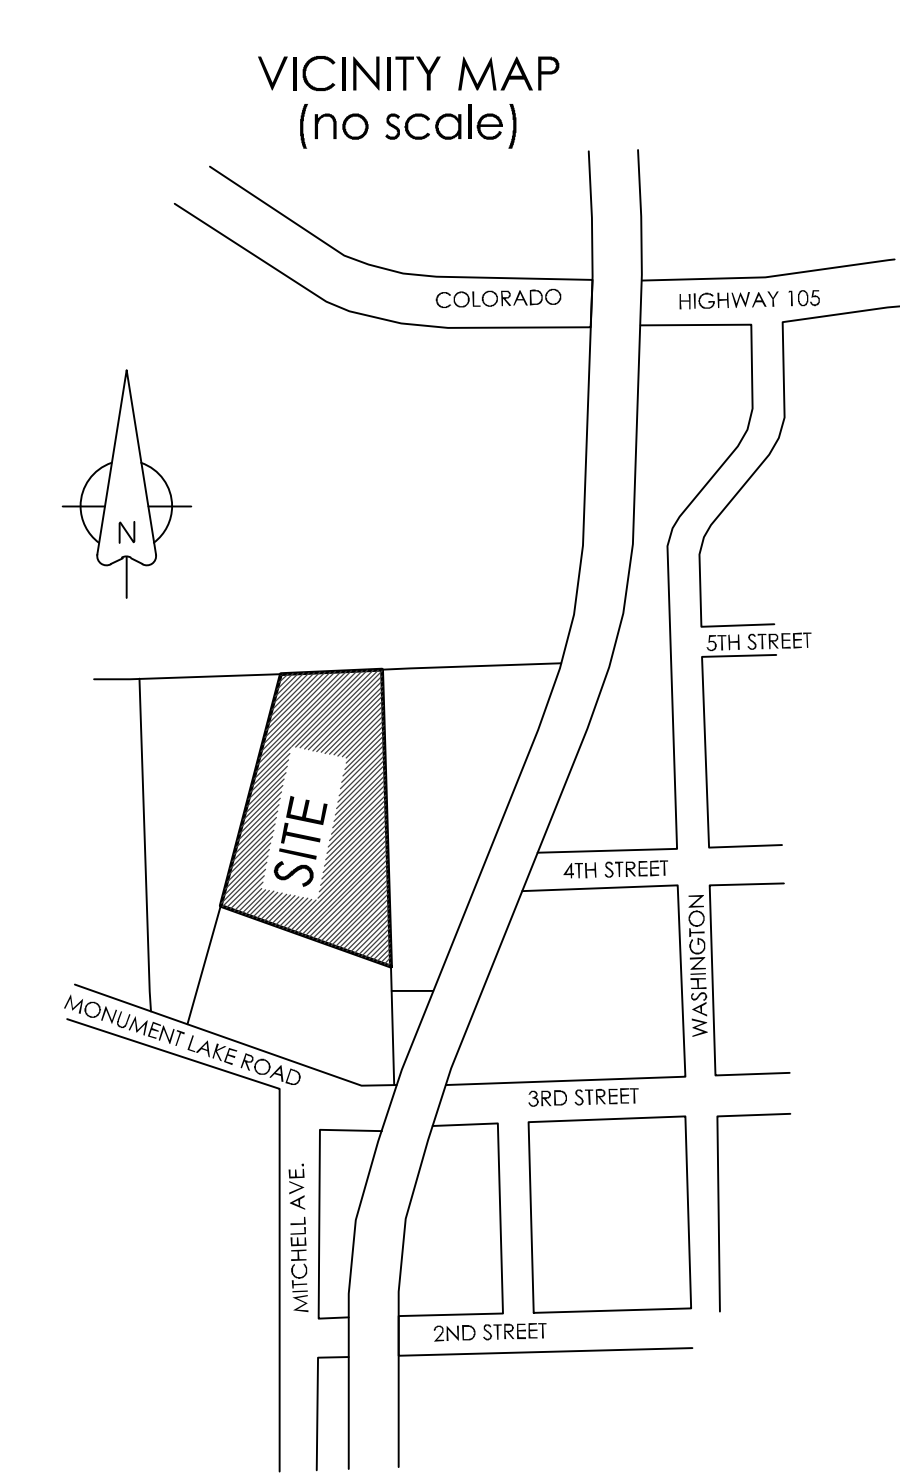 VICINITY MAP
(no scale)
COLORADO
HIGHWAY 105
N
5TH STREET
SITE
4TH STREET
WASHINGTON
MONUMENT LAKE ROAD
3RD STREET
MITCHELL AVE.
2ND STREET